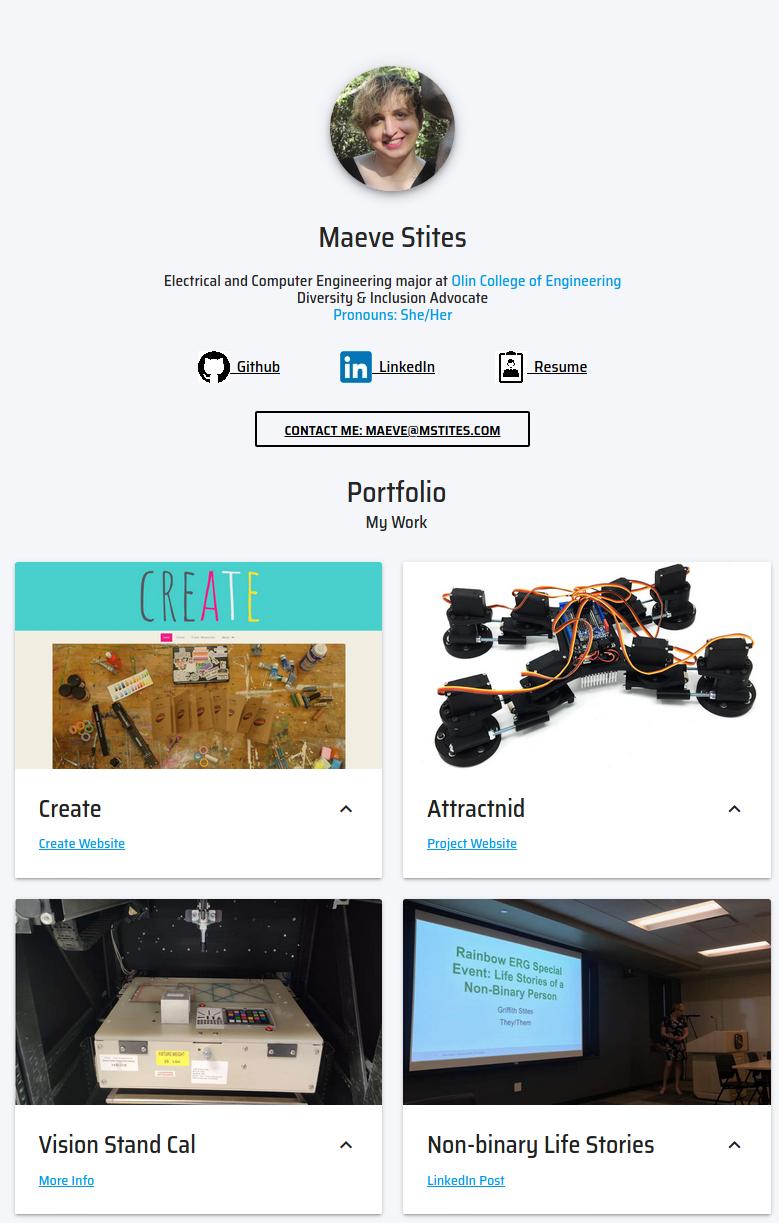 Maeve Stites
Electrical and Computer Engineering major at Olin College of Engineering
Diversity & Inclusion Advocate
Pronouns: She/Her
Github
LinkedIn
Resume
CONTACT ME: MAEVE@MSTITES.COM
Portfolio
My Work
CREATE
Create
Create Website
Attractnid
Project Website
FIXTURE WEIGHT
Vision Stand Cal
More Info
Rainbow ERG Special
Event: Life Stories of a
Non-Binary Person
Griffith Stites
They/Them
Non-binary Life Stories
LinkedIn Post